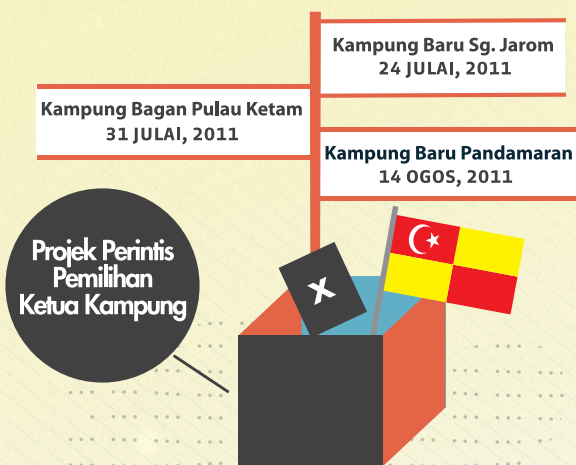 Kampung Baru Sg. Jarom
24 JULAI, 2011
Kampung Bagan Pulau Ketam
31 JULAI, 2011
Kampung Baru Pandamaran
14 OGOS, 2011
Projek Perintis
Pemilihan
Ketua Kampung
X